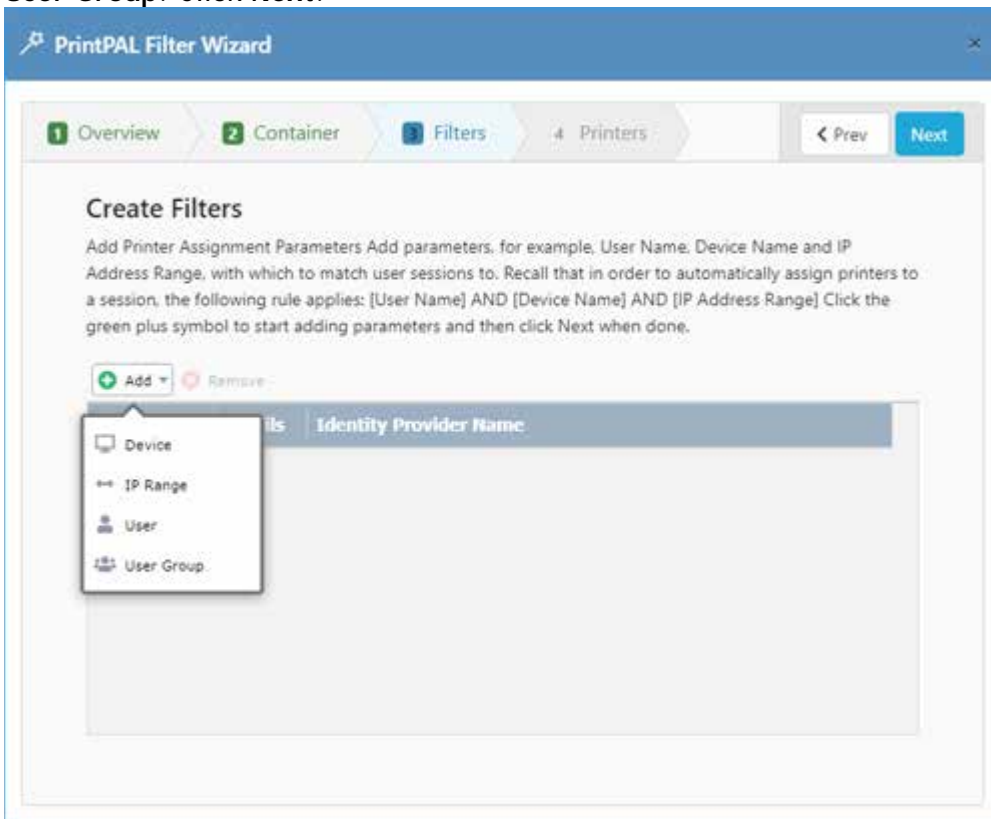 User Group. Click Next.
PrintPAL Filter Wizard
1 Overview 2 Container 3 Filters 4 Printers Prev Next
Create Filters
Add Printer Assignment Parameters Add parameters, for example, User Name, Device Name and IP
Address Range, with which to match user sessions to. Recall that in order to automatically assign printers to
a session, the following rule applies: [User Name] AND [Device Name] AND [IP Address Range] Click the
green plus symbol to start adding parameters and then click Next when done.
Add Remove
ils Identity Provider Name
Device
IP Range
User
User Group